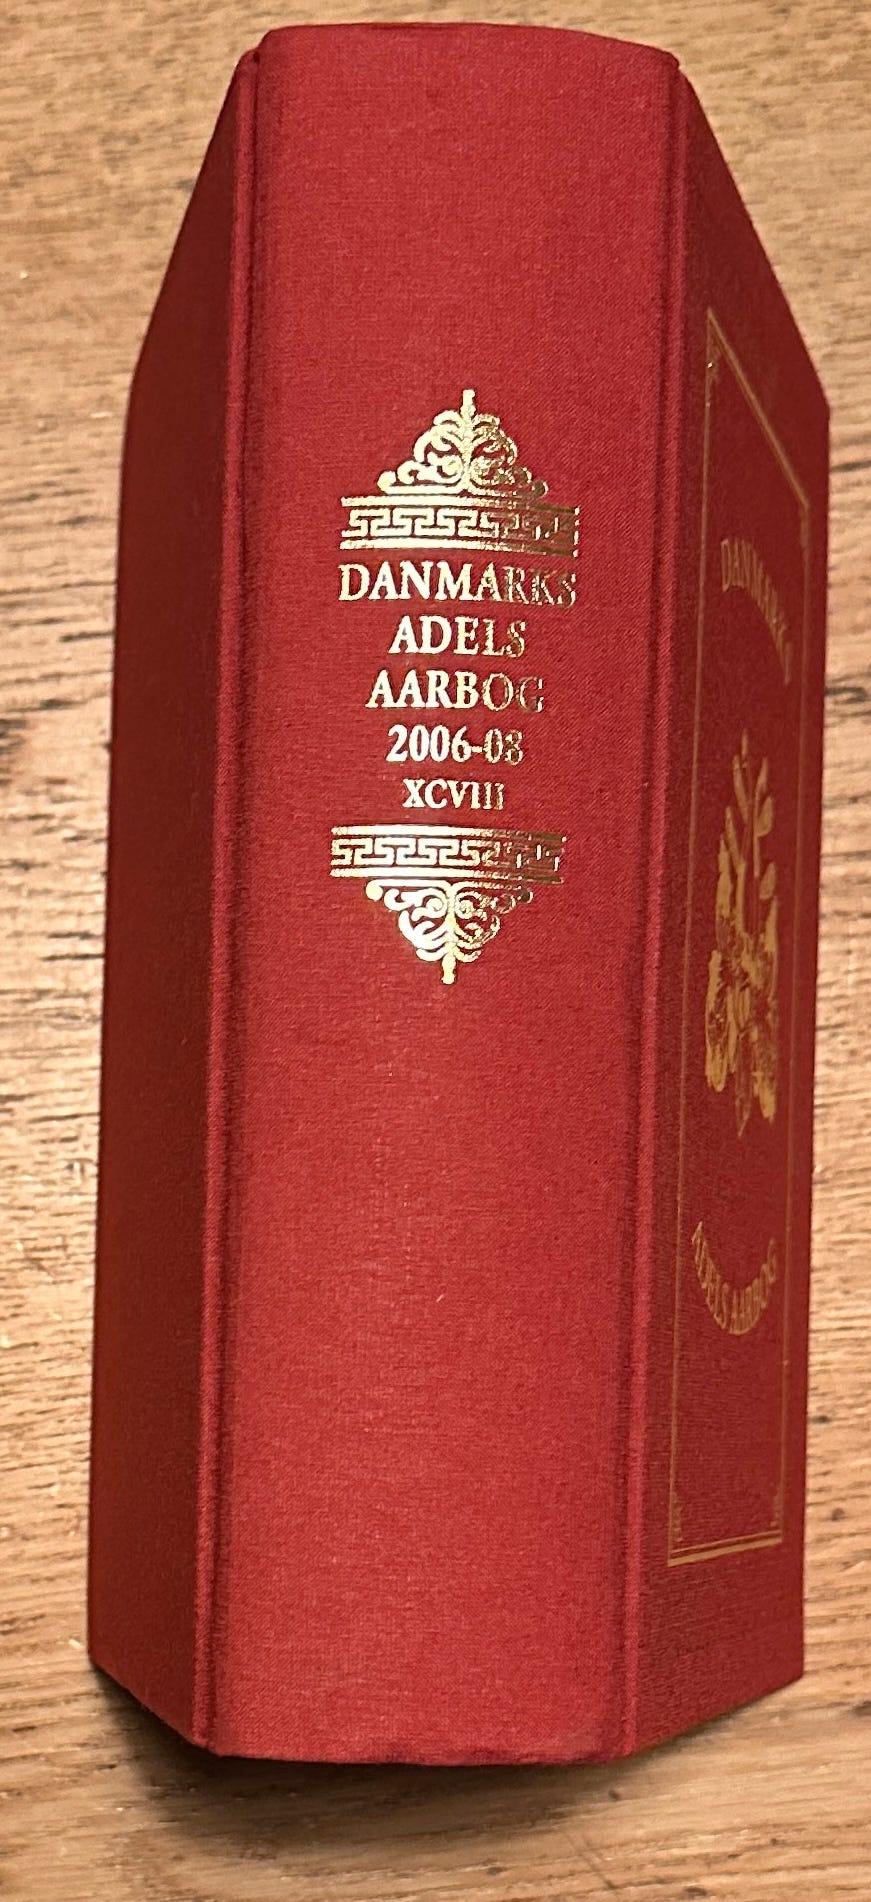 DANMARKS
ADELS
AARBOG
2006-08
XCVIII
DANMARKS
ADELS AARBOG